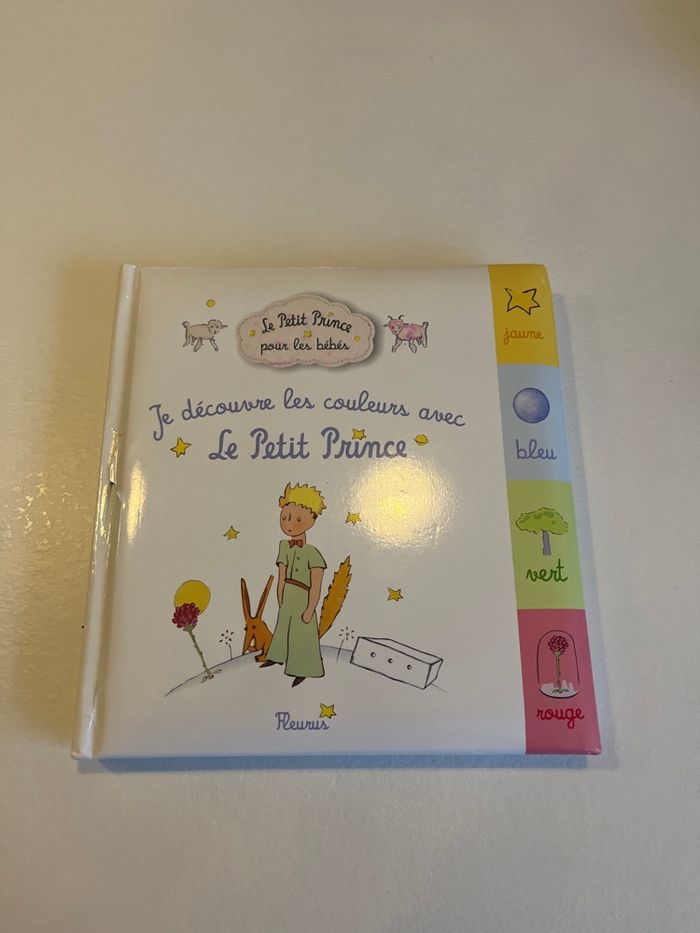 Le Petit Prince
pour les bébés
Je découvre les couleurs avec
Le Petit Prince
Fleurus
jaune
bleu
vert
rouge